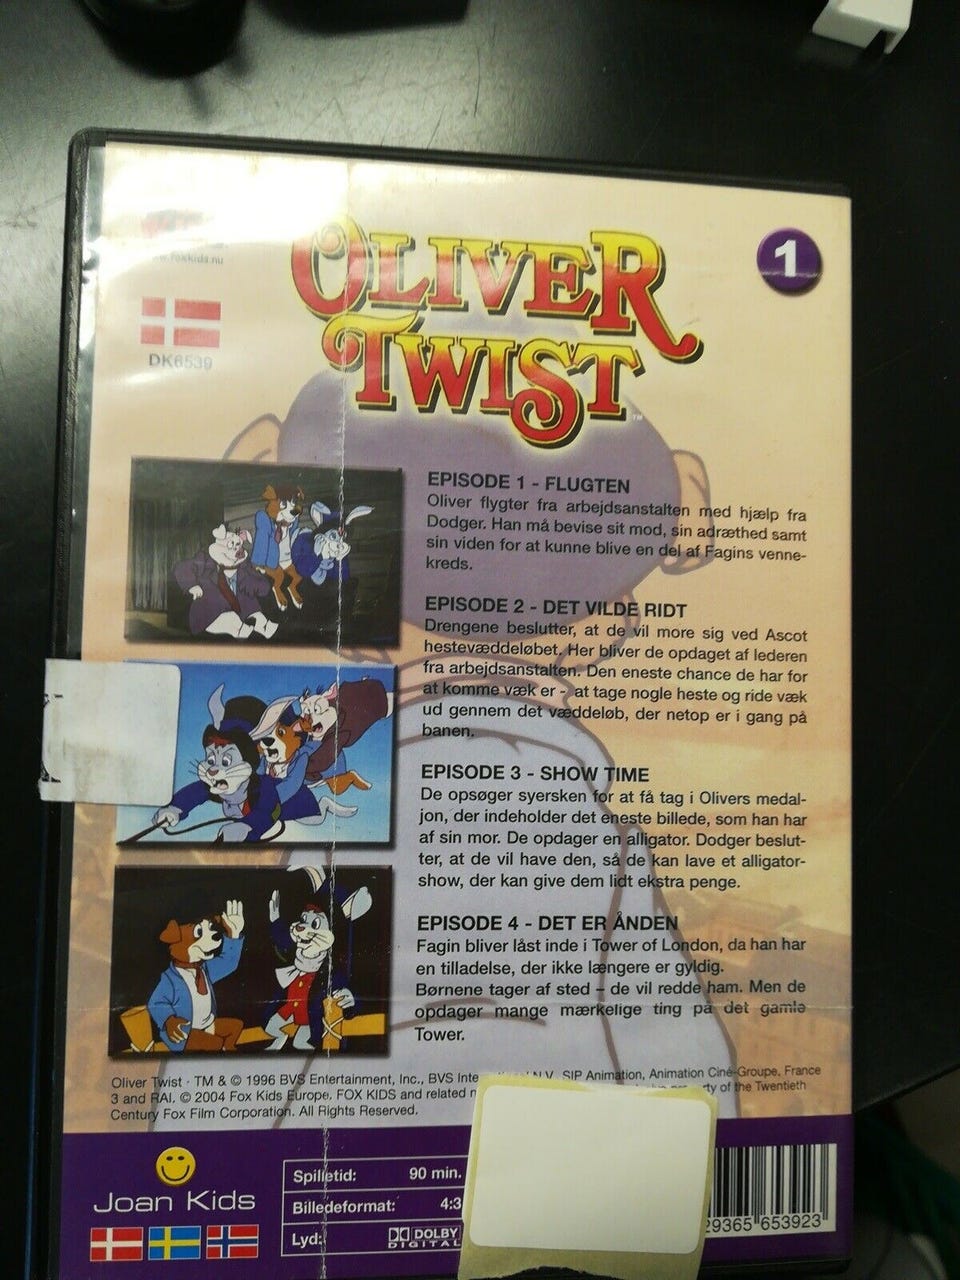 www.foxkids.nu
DK6539
OLIVER
TWIST
TM
1
EPISODE 1 - FLUGTEN
Oliver flygter fra arbejdsanstalten med hjælp fra
Dodger. Han må bevise sit mod, sin adræthed samt
sin viden for at kunne blive en del af Fagins venne-
kreds.
EPISODE 2 - DET VILDE RIDT
Drengene beslutter, at de vil more sig ved Ascot
hestevæddeløbet. Her bliver de opdaget af lederen
fra arbejdsanstalten. Den eneste chance de har for
at komme væk er - at tage nogle heste og ride væk
ud gennem det væddeløb, der netop er i gang på
banen.
EPISODE 3 - SHOW TIME
De opsøger syersken for at få tag i Olivers medal-
jon, der indeholder det eneste billede, som han har
af sin mor. De opdager en alligator. Dodger beslut-
ter, at de vil have den, så de kan lave et alligator-
show, der kan give dem lidt ekstra penge.
EPISODE 4 - DET ER ÅNDEN
Fagin bliver låst inde i Tower of London, da han har
en tilladelse, der ikke længere er gyldig.
Børnene tager af sted – de vil redde ham. Men de
opdager mange mærkelige ting på det gamle
Tower.
Oliver Twist · TM & © 1996 BVS Entertainment, Inc., BVS Inte N.V. SIP Animation, Animation Ciné-Groupe, France
3 and RAI. © 2004 Fox Kids Europe. FOX KIDS and related of the Twentieth
Century Fox Film Corporation. All Rights Reserved.
Joan Kids
Spilletid: 90 min.
Billedeformat: 4:3
Lyd: DOLBY
DIGITAL
29365 653923